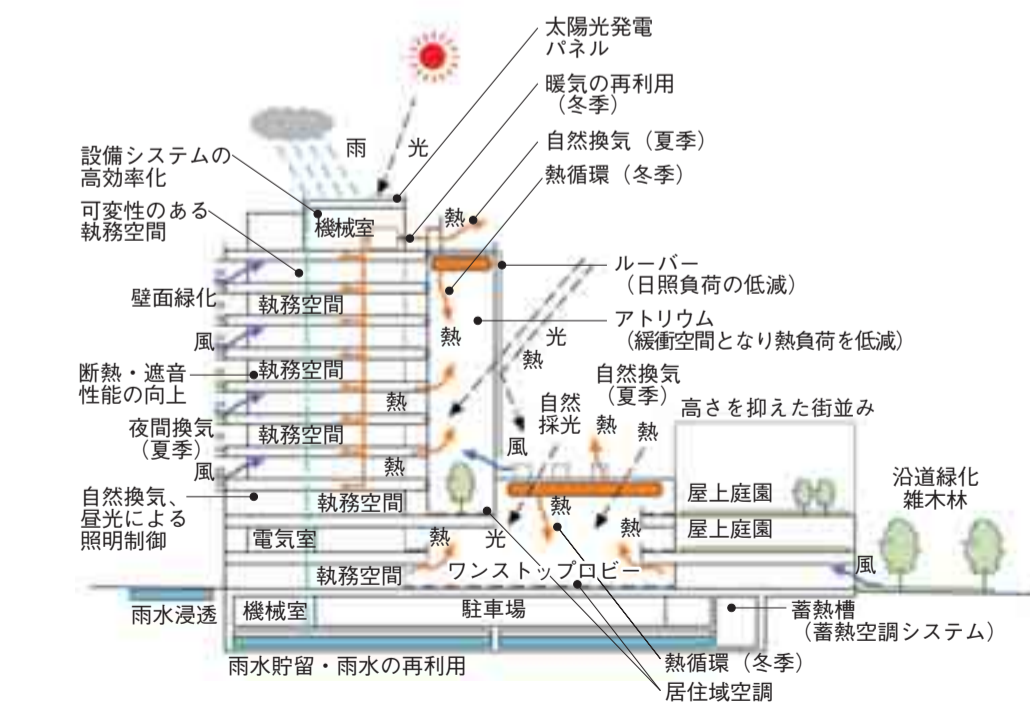 太陽光発電
パネル
暖気の再利用
（冬季）
自然換気（夏季）
熱循環（冬季）
雨
光
設備システムの
高効率化
可変性のある
執務空間
機械室
熱
ルーバー
（日照負荷の低減）
壁面緑化
執務空間
アトリウム
（緩衝空間となり熱負荷を低減）
熱
光
熱
風
断熱・遮音
性能の向上
執務空間
熱
自然換気
（夏季）
自然
採光
熱
熱
高さを抑えた街並み
夜間換気
（夏季）
執務空間
風
風
熱
沿道緑化
雑木林
自然換気、
昼光による
照明制御
執務空間
屋上庭園
熱
電気室
熱
光
熱
屋上庭園
執務空間
ワンストップロビー
風
雨水浸透
機械室
駐車場
蓄熱槽
（蓄熱空調システム）
雨水貯留・雨水の再利用
熱循環（冬季）
居住域空調